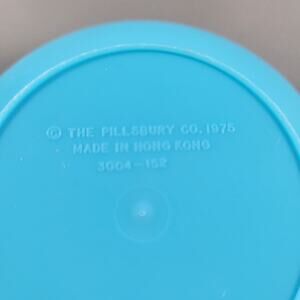 © THE PILLSBURY CO. 1975
MADE IN HONG KONG
3004-152